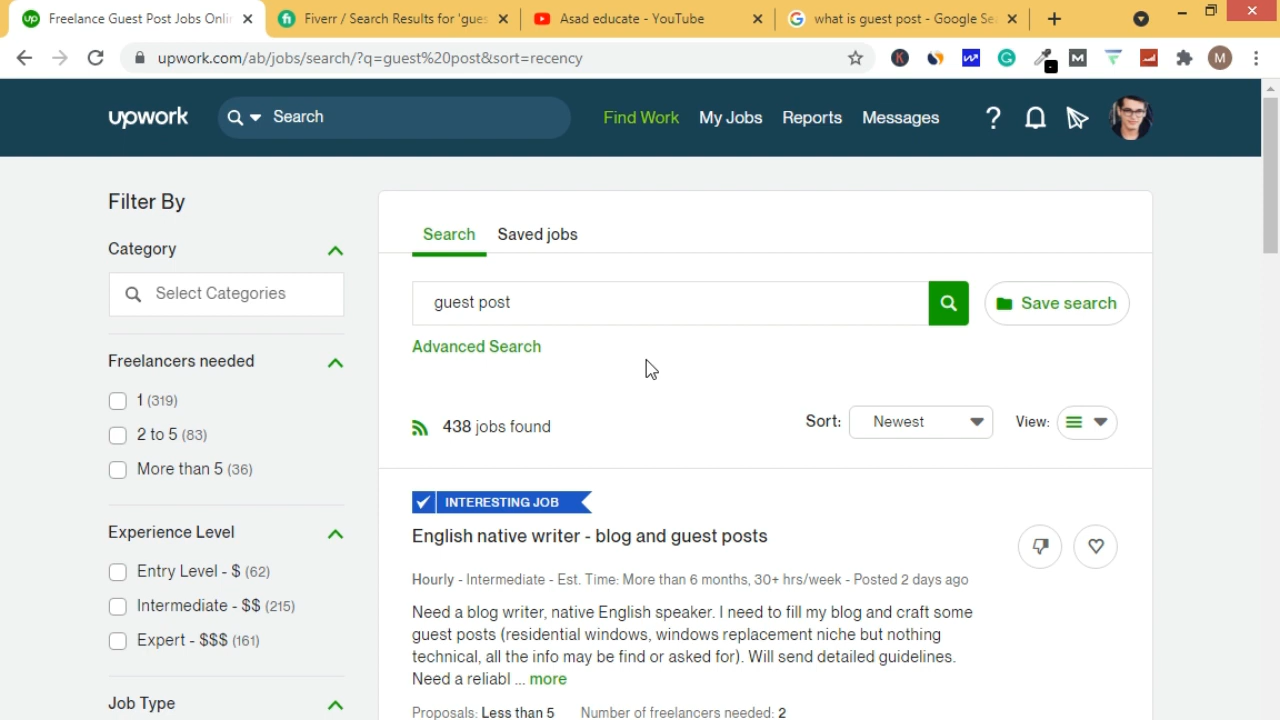 Freelance Guest Post Jobs Onli
Fiverr / Search Results for 'gues
Asad educate - YouTube
what is guest post - Google Se
upwork.com/ab/jobs/search/?q=guest%20post&sort=recency
M
upwork
Search
Find Work
My Jobs
Reports
Messages
Filter By
Category
Select Categories
Freelancers needed
1 (319)
2 to 5 (83)
More than 5 (36)
Experience Level
Entry Level - $ (62)
Intermediate - $$ (215)
Expert - $$$ (161)
Job Type
Search
Saved jobs
guest post
Save search
Advanced Search
438 jobs found
Sort:
Newest
View:
INTERESTING JOB
English native writer - blog and guest posts
Hourly - Intermediate - Est. Time: More than 6 months, 30+ hrs/week - Posted 2 days ago
Need a blog writer, native English speaker. I need to fill my blog and craft some
guest posts (residential windows, windows replacement niche but nothing
technical, all the info may be find or asked for). Will send detailed guidelines.
Need a reliabl ... more
Proposals: Less than 5 Number of freelancers needed: 2